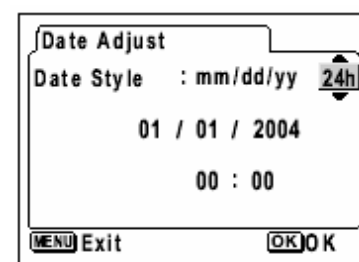 Date Adjust
Date Style : mm/dd/yy 24h
01 / 01 / 2004
00 : 00
MENU Exit OK OK